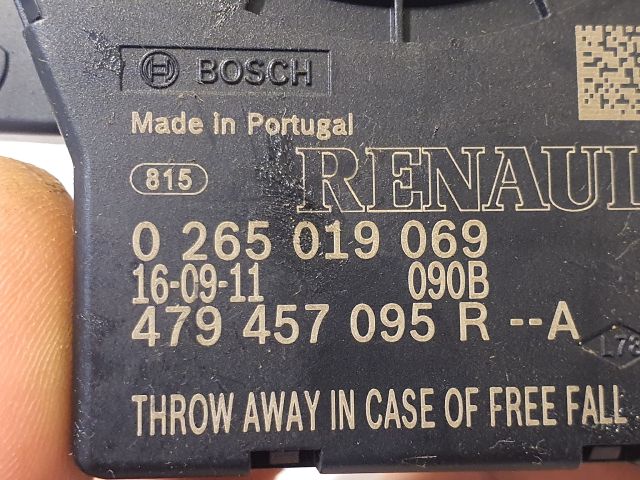 BOSCH
Made in Portugal
815
RENAUL
0 265 019 069
16-09-11 090B
479 457 095 R --A
THROW AWAY IN CASE OF FREE FALL